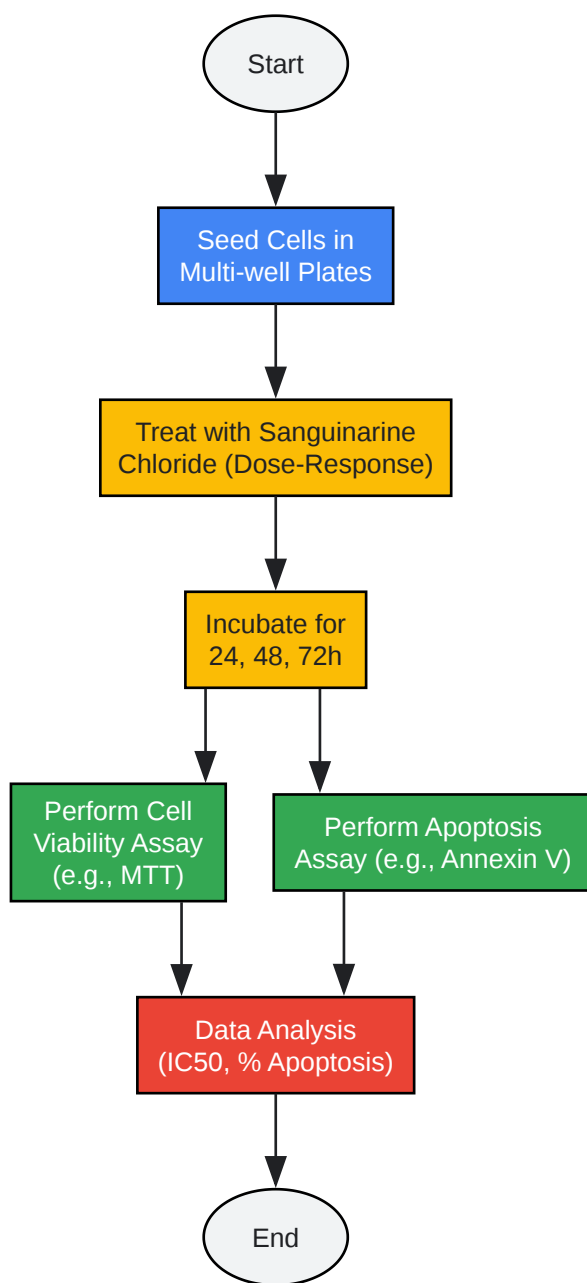 Start
Seed Cells in
Multi-well Plates
Treat with Sanguinarine
Chloride (Dose-Response)
Incubate for
24, 48, 72h
Perform Cell
Viability Assay
(e.g., MTT)
Perform Apoptosis
Assay (e.g., Annexin V)
Data Analysis
(IC50, % Apoptosis)
End